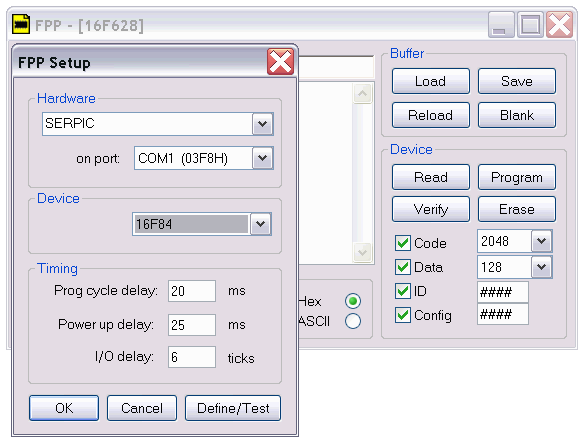 FPP - [16F628]
FPP Setup
Hardware
SERPIC
on port: COM1 (03F8H)
Device
16F84
Timing
Prog cycle delay: 20 ms
Power up delay: 25 ms
I/O delay: 6 ticks
OK Cancel Define/Test
Hex
ASCII
Buffer
Load Save
Reload Blank
Device
Read Program
Verify Erase
Code 2048
Data 128
ID ####
Config ####